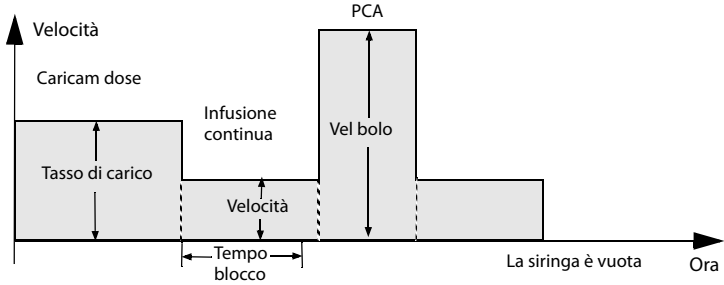 PCA
Velocità
Caricam dose
Infusione
continua
Vel bolo
Tasso di carico
Velocità
Tempo
blocco
La siringa è vuota
Ora